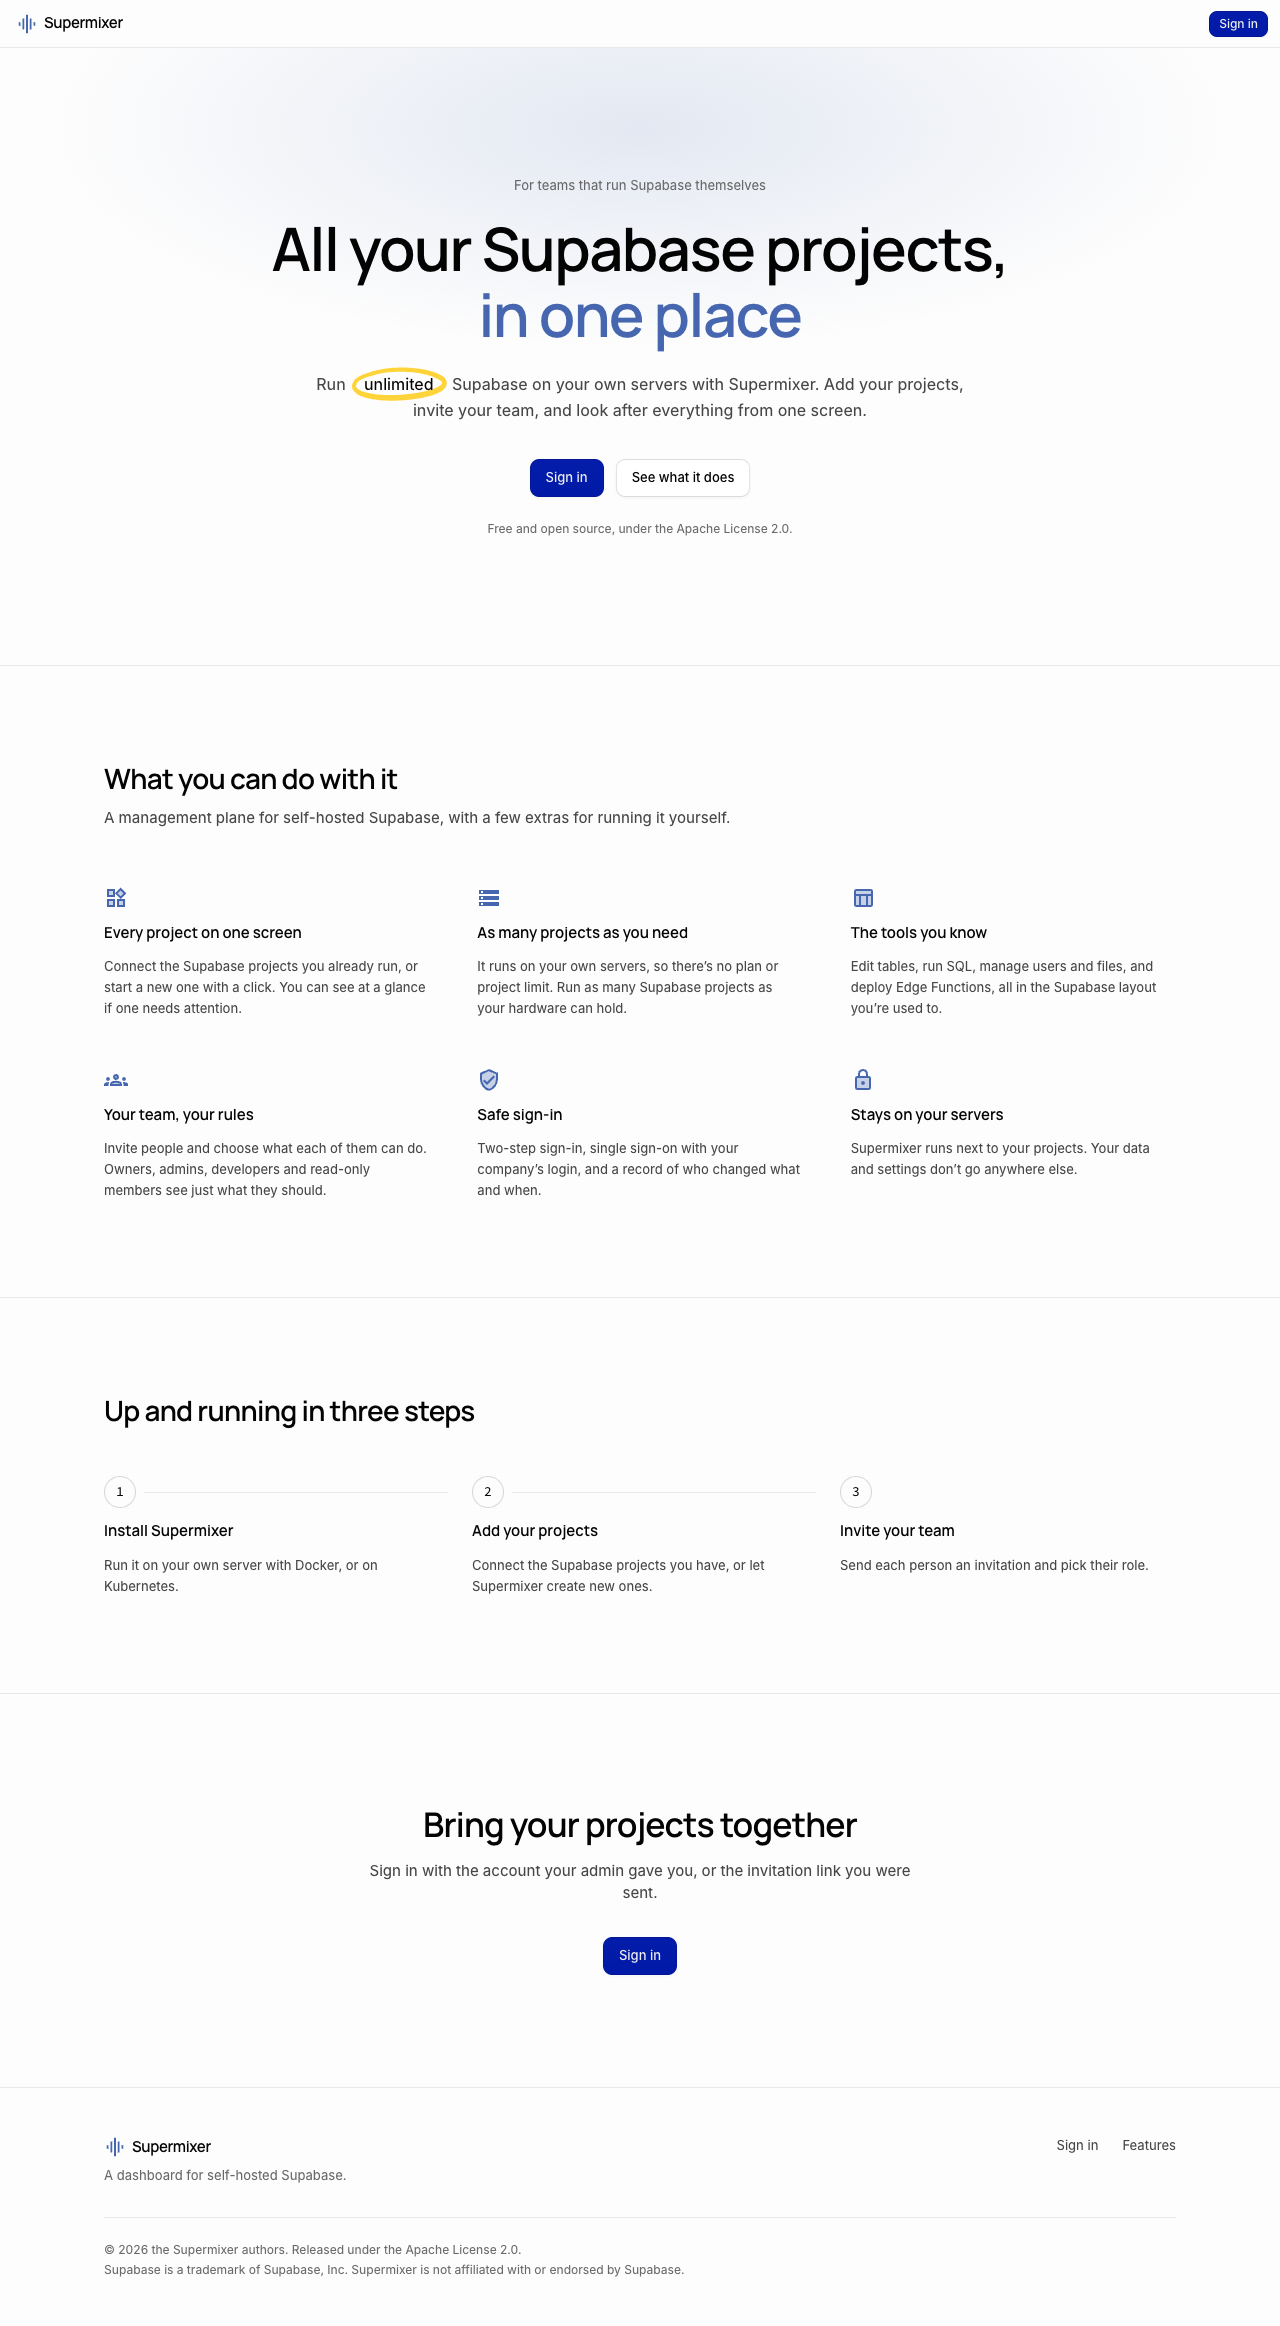 Supermixer
Sign in
For teams that run Supabase themselves
All your Supabase projects,
in one place
Run unlimited Supabase on your own servers with Supermixer. Add your projects,
invite your team, and look after everything from one screen.
Sign in
See what it does
Free and open source, under the Apache License 2.0.
What you can do with it
A management plane for self-hosted Supabase, with a few extras for running it yourself.
Every project on one screen
Connect the Supabase projects you already run, or
start a new one with a click. You can see at a glance
if one needs attention.
As many projects as you need
It runs on your own servers, so there’s no plan or
project limit. Run as many Supabase projects as
your hardware can hold.
The tools you know
Edit tables, run SQL, manage users and files, and
deploy Edge Functions, all in the Supabase layout
you’re used to.
Your team, your rules
Invite people and choose what each of them can do.
Owners, admins, developers and read-only
members see just what they should.
Safe sign-in
Two-step sign-in, single sign-on with your
company’s login, and a record of who changed what
and when.
Stays on your servers
Supermixer runs next to your projects. Your data
and settings don’t go anywhere else.
Up and running in three steps
1
Install Supermixer
Run it on your own server with Docker, or on
Kubernetes.
2
Add your projects
Connect the Supabase projects you have, or let
Supermixer create new ones.
3
Invite your team
Send each person an invitation and pick their role.
Bring your projects together
Sign in with the account your admin gave you, or the invitation link you were
sent.
Sign in
Supermixer
A dashboard for self-hosted Supabase.
Sign in
Features
© 2026 the Supermixer authors. Released under the Apache License 2.0.
Supabase is a trademark of Supabase, Inc. Supermixer is not affiliated with or endorsed by Supabase.